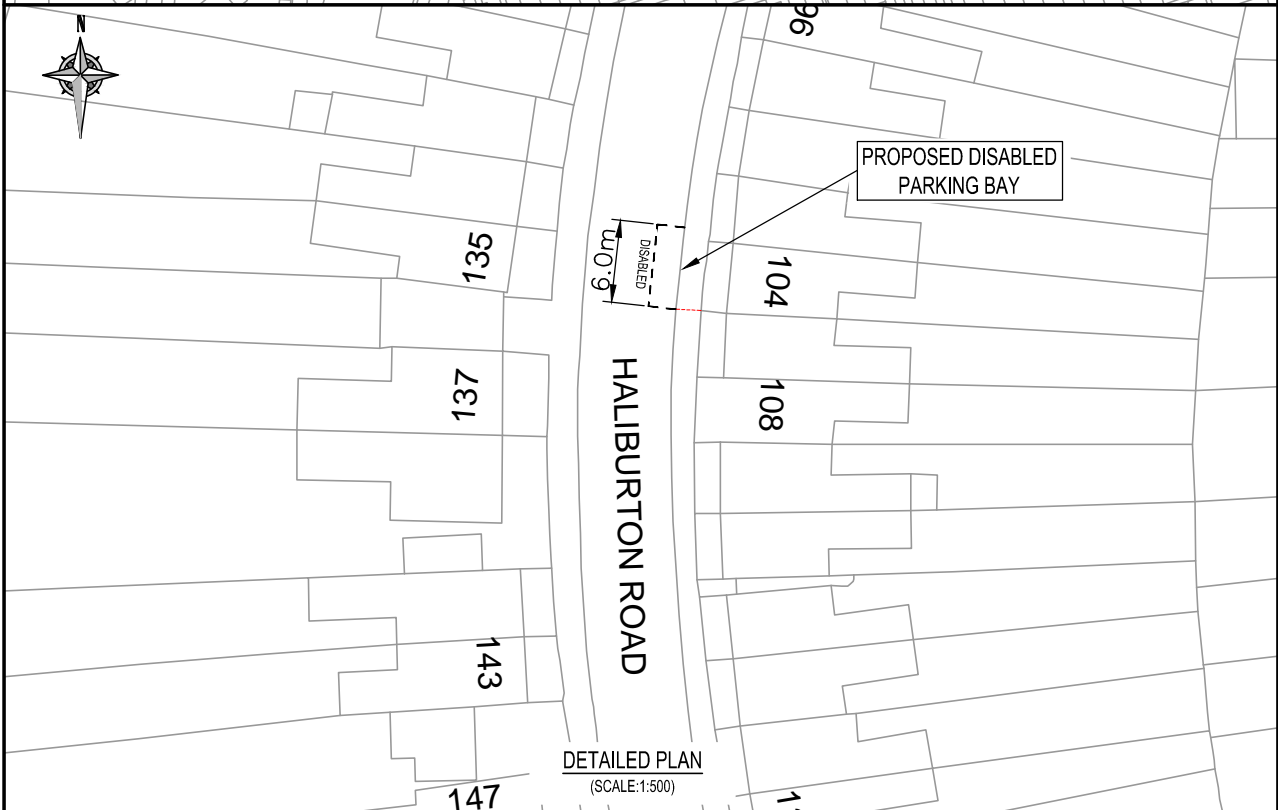 N
96
PROPOSED DISABLED
PARKING BAY
135
6.0m
DISABLED
104
137
HALIBURTON ROAD
108
143
DETAILED PLAN
(SCALE:1:500)
147